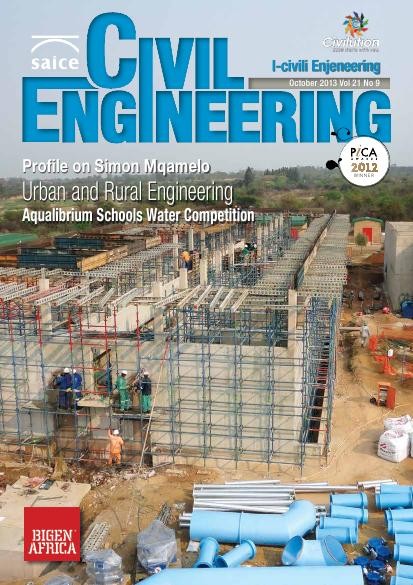 saice
CIVIL
ENGINEERING
Civilution
I-civili Enjeneering
October 2013 Vol 21 No 9
PICA
AWARDS
2012
WINNER
Profile on Simon Mqamelo
Urban and Rural Engineering
Aqualibrium Schools Water Competition
BIGEN
AFRICA